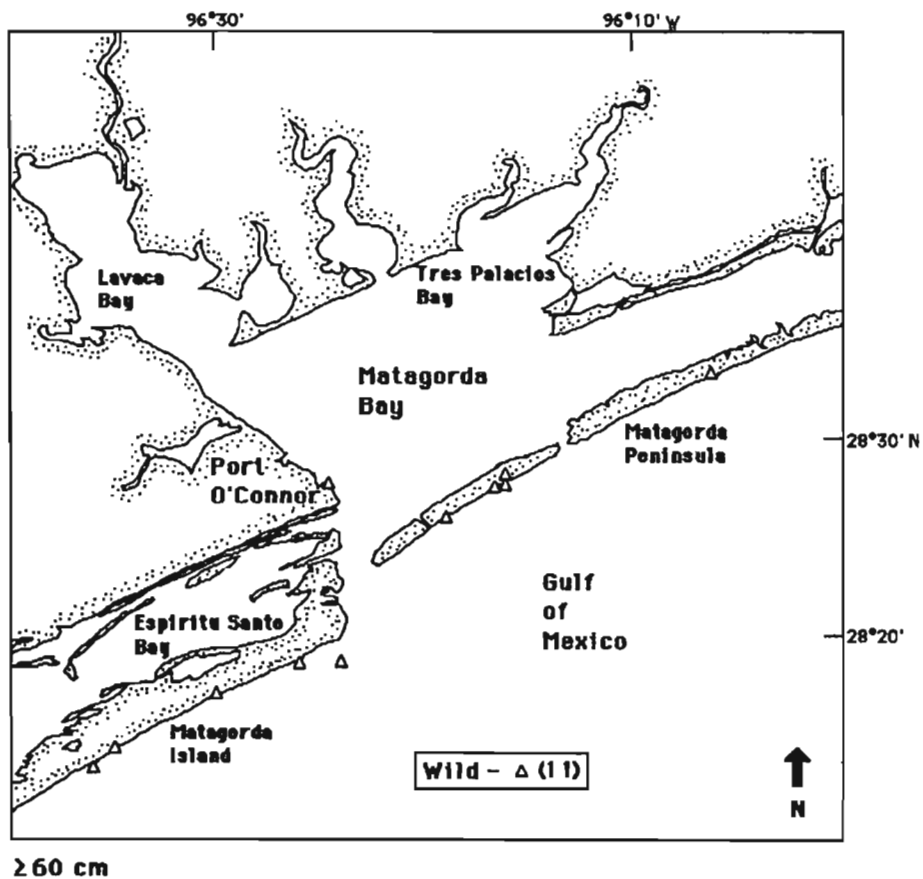 96°30'
96°10' W
Lavaca
Bay
Tres Palacios
Bay
Matagorda
Bay
Matagorda
Peninsula
28°30' N
Port
O'Connor
Gulf
of
Mexico
Espiritu Santo
Bay
28°20'
Matagorda
Island
Wild - △ (11)
N
≥60 cm